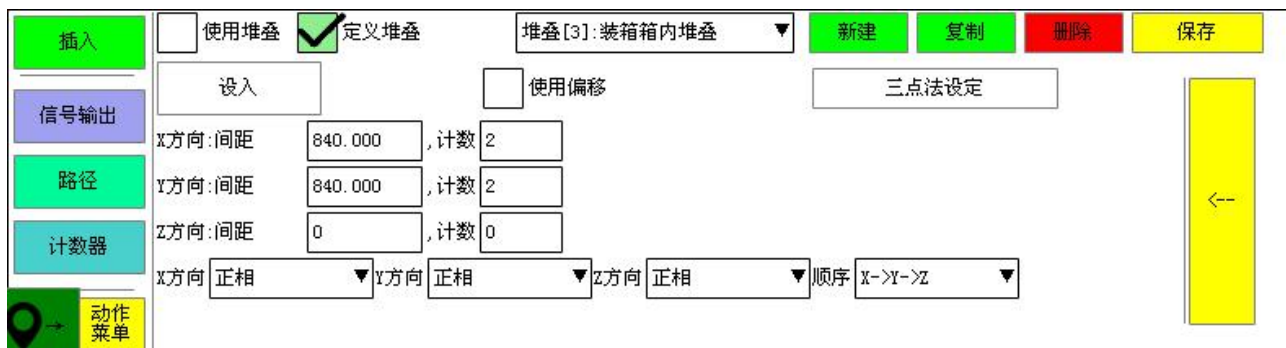 插入 使用堆叠 定义堆叠 堆叠[3]:装箱箱内堆叠 新建 复制 删除 保存
设入 使用偏移 三点法设定
信号输出
X方向:间距 840.000 ,计数 2
路径 Y方向:间距 840.000 ,计数 2
<--
计数器 Z方向:间距 0 ,计数 0
X方向 正相 Y方向 正相 Z方向 正相 顺序 X->Y->Z
→ 动作
菜单